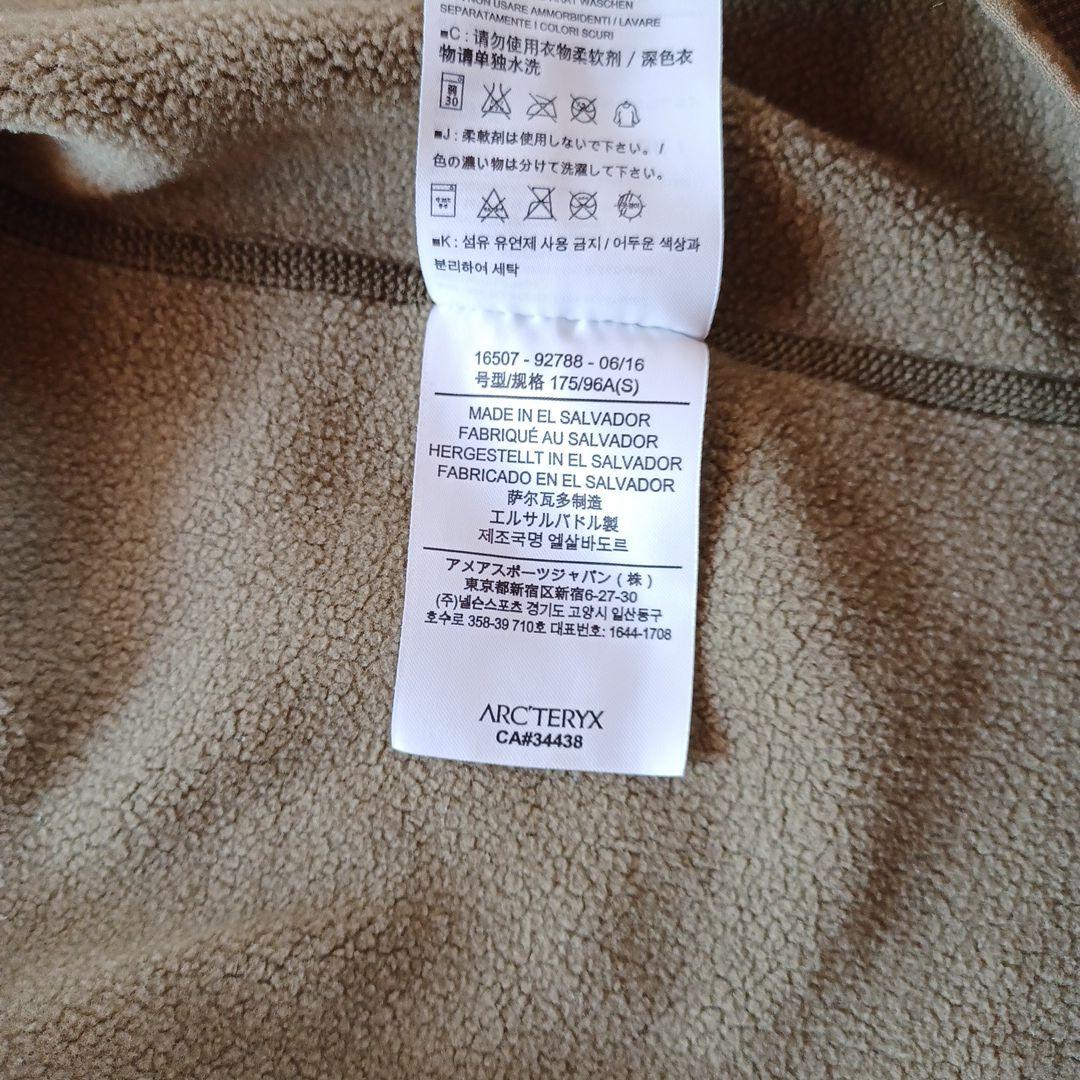 NON USARE AMMORBIDENTI / LAVARE
SEPARATAMENTE I COLORI SCURI
■C : 请勿使用衣物柔软剂 / 深色衣
物请单独水洗
30
■J : 柔軟剤は使用しないで下さい。 /
色の濃い物は分けて洗濯して下さい。
■K : 섬유 유연제 사용 금지 / 어두운 색상과
분리하여 세탁
16507 - 92788 - 06/16
号型/规格 175/96A(S)
MADE IN EL SALVADOR
FABRIQUÉ AU SALVADOR
HERGESTELLT IN EL SALVADOR
FABRICADO EN EL SALVADOR
萨尔瓦多制造
エルサルバドル製
제조국명 엘살바도르
アメアスポーツジャパン ( 株 )
東京都新宿区新宿6-27-30
(주)넬슨스포츠 경기도 고양시 일산동구
호수로 358-39 710호 대표번호: 1644-1708
ARC'TERYX
CA#34438